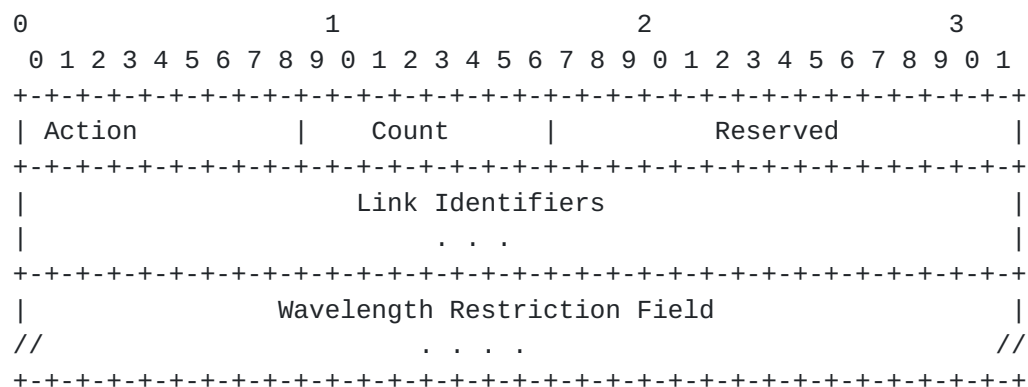 0                   1                   2                   3
 0 1 2 3 4 5 6 7 8 9 0 1 2 3 4 5 6 7 8 9 0 1 2 3 4 5 6 7 8 9 0 1
+-+-+-+-+-+-+-+-+-+-+-+-+-+-+-+-+-+-+-+-+-+-+-+-+-+-+-+-+-+-+-+-+
| Action          |    Count      |          Reserved           |
+-+-+-+-+-+-+-+-+-+-+-+-+-+-+-+-+-+-+-+-+-+-+-+-+-+-+-+-+-+-+-+-+
|                     Link Identifiers                          |
|                          . . .                                |
+-+-+-+-+-+-+-+-+-+-+-+-+-+-+-+-+-+-+-+-+-+-+-+-+-+-+-+-+-+-+-+-+
|                Wavelength Restriction Field                   |
//                        . . . .                              //
+-+-+-+-+-+-+-+-+-+-+-+-+-+-+-+-+-+-+-+-+-+-+-+-+-+-+-+-+-+-+-+-+